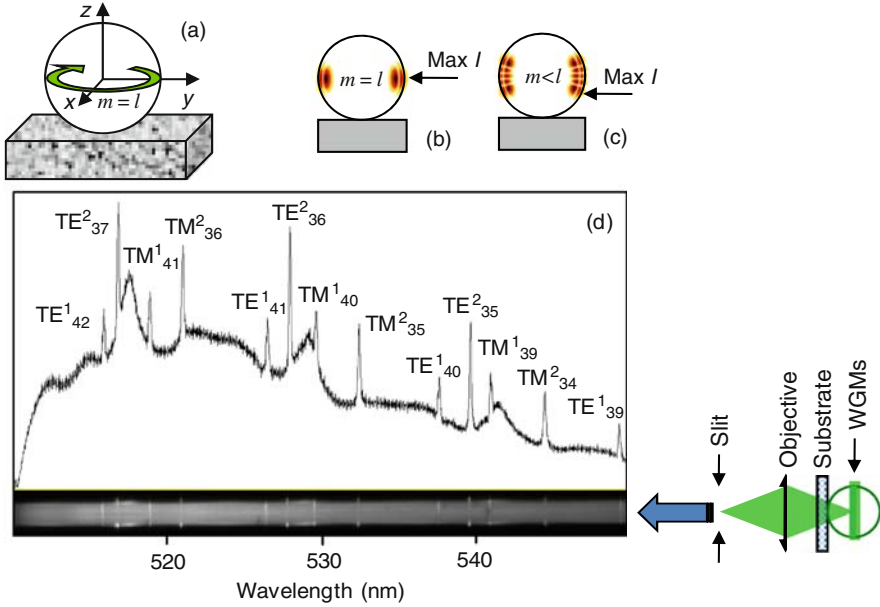 z
(a)
x
m = l
y
m = l
Max I
(b)
m<l
Max I
(c)
(d)
TE²₃₇
TM²₃₆
TM¹₄₁
TE¹₄₂
TE²₃₆
TE¹₄₁
TM¹₄₀
TM²₃₅
TE²₃₅
TE¹₄₀
TM¹₃₉
TM²₃₄
TE¹₃₉
Slit
Objective
Substrate
WGMs
520
530
540
Wavelength (nm)